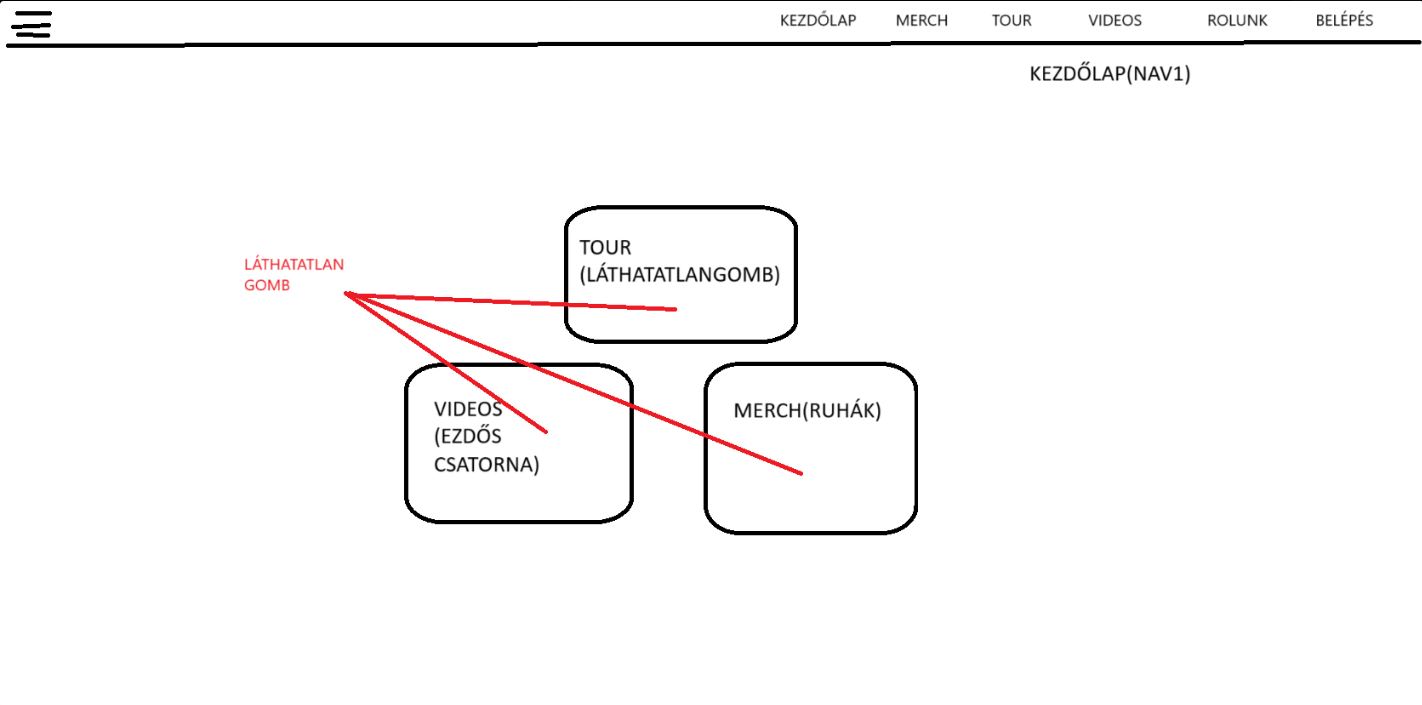 KEZDŐLAP MERCH TOUR VIDEOS ROLUNK BELÉPÉS
KEZDŐLAP(NAV1)
TOUR
(LÁTHATATLANGOMB)
LÁTHATATLAN
GOMB
VIDEOS
(EZDŐS
CSATORNA)
MERCH(RUHÁK)